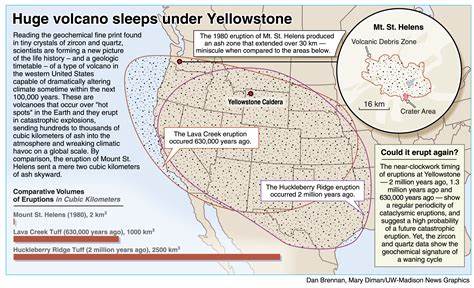 Huge volcano sleeps under Yellowstone
Reading the geochemical fine print found
in tiny crystals of zircon and quartz,
scientists are forming a new picture
of the life history – and a geologic
timetable – of a type of volcano in
the western United States
capable of dramatically altering
climate sometime within the next
100,000 years. These are
volcanoes that occur over "hot
spots" in the Earth and they erupt
in catastrophic explosions,
sending hundreds to thousands of
cubic kilometers of ash into the
atmosphere and wreaking climatic
havoc on a global scale. By
comparison, the eruption of Mount St.
Helens sent a mere two cubic kilometers
of ash skyward.
Comparative Volumes
of Eruptions in Cubic Kilometers
Mount St. Helens (1980), 2 km³
Lava Creek Tuff (630,000 years ago), 1000 km³
Huckleberry Ridge Tuff (2 million years ago), 2500 km³
The 1980 eruption of Mt. St. Helens produced
an ash zone that extended over 30 km —
miniscule when compared to the areas below.
Yellowstone Caldera
The Lava Creek eruption
occurred 630,000 years ago.
The Huckleberry Ridge eruption
occurred 2 million years ago.
Mt. St. Helens
Volcanic Debris Zone
16 km
Crater Area
Could it erupt again?
The near-clockwork timing
of eruptions at Yellowstone
— 2 million years ago, 1.3
million years ago and
630,000 years ago — show
a regular periodicity of
cataclysmic eruptions, and
suggest a high probability
of a future catastrophic
eruption. Yet, the zircon
and quartz data show the
geochemical signature of
a waning cycle
Dan Brennan, Mary Diman/UW-Madison News Graphics